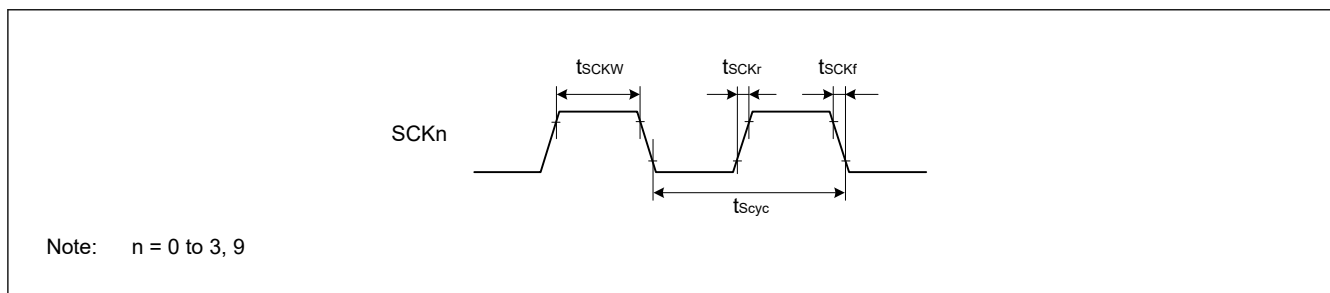 tSCKW
tSCKr
tSCKf
SCKn
tScyc
Note: n = 0 to 3, 9